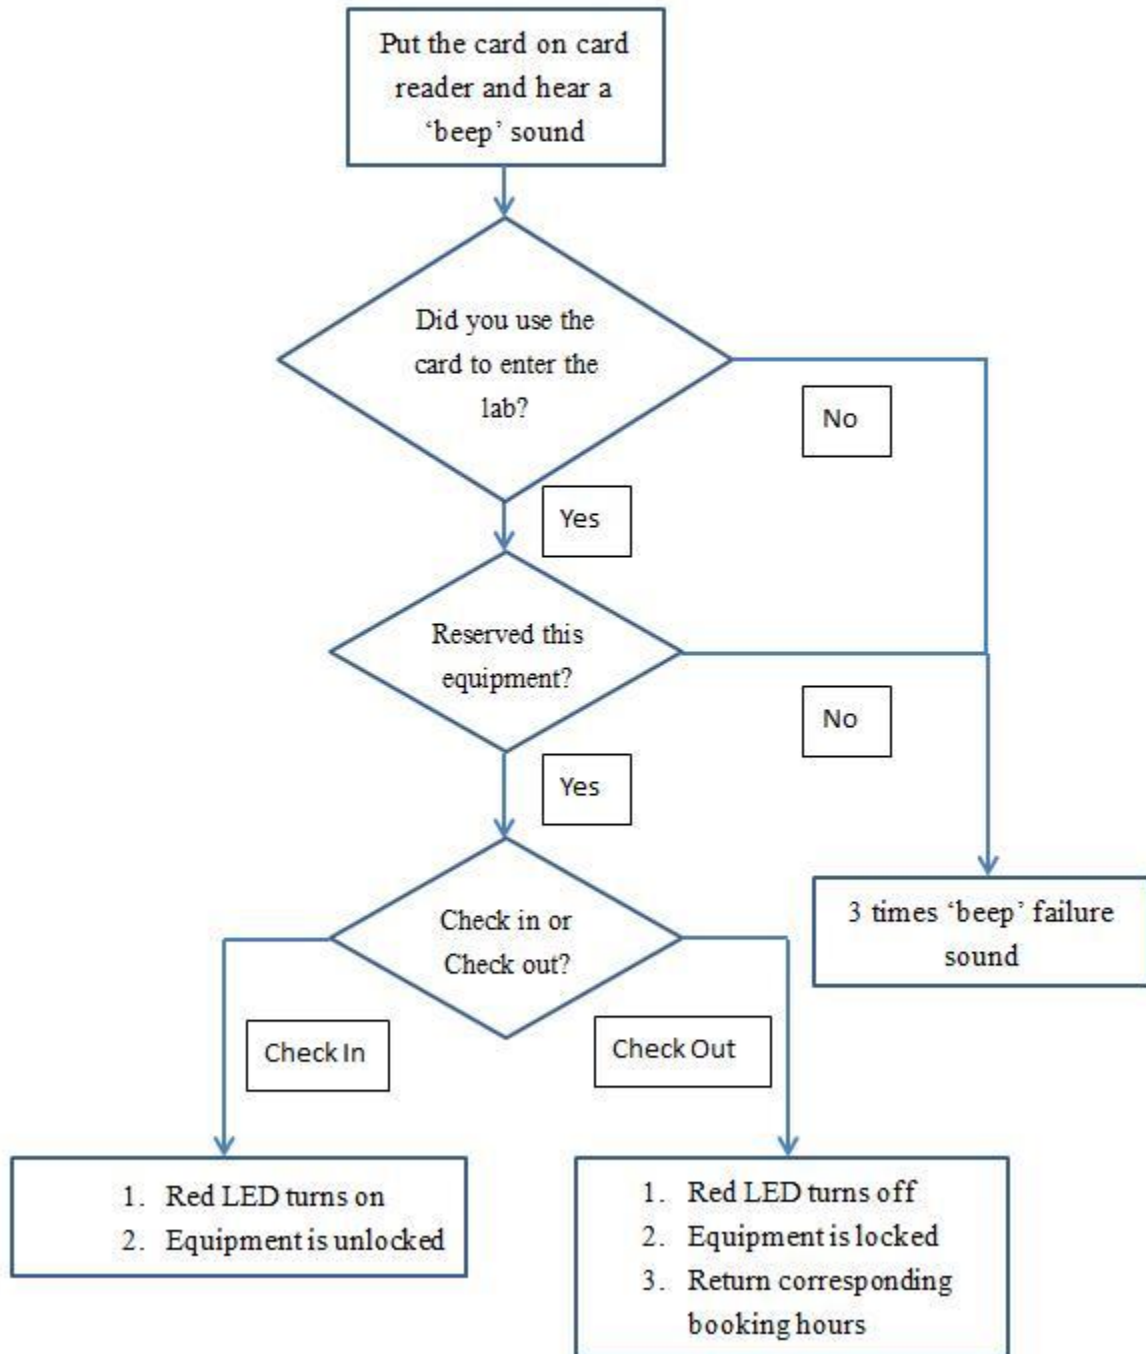 Put the card on card
reader and hear a
‘beep’ sound
Did you use the
card to enter the
lab?
No
Yes
Reserved this
equipment?
No
Yes
Check in or
Check out?
3 times ‘beep’ failure
sound
Check In
Check Out
1. Red LED turns on
2. Equipment is unlocked
1. Red LED turns off
2. Equipment is locked
3. Return corresponding
booking hours